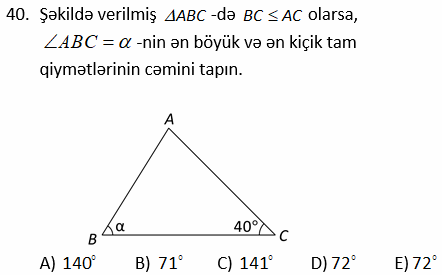 40. Şəkildə verilmiş ΔABC -də BC ≤ AC olarsa,
∠ABC = α -nin ən böyük və ən kiçik tam
qiymətlərinin cəmini tapın.
A
B
α
40°
C
A) 140° B) 71° C) 141° D) 72° E) 72°